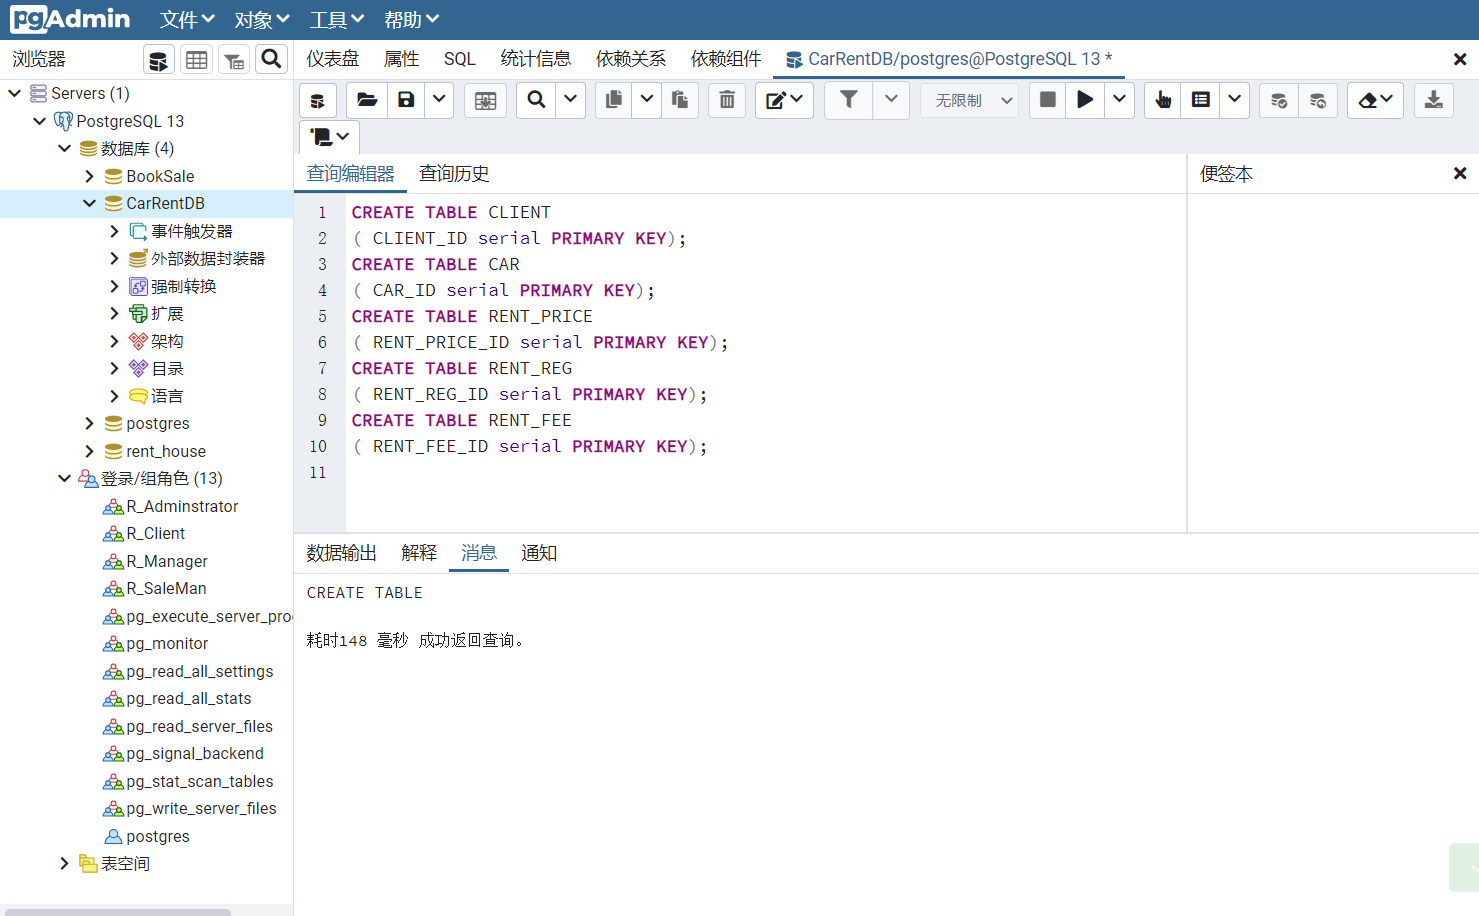 pgAdmin 文件 对象 工具 帮助
浏览器
仪表盘 属性 SQL 统计信息 依赖关系 依赖组件 CarRentDB/postgres@PostgreSQL 13 *
无限制
Servers (1)
PostgreSQL 13
数据库 (4)
BookSale
CarRentDB
事件触发器
外部数据封装器
强制转换
扩展
架构
目录
语言
postgres
rent_house
登录/组角色 (13)
R_Adminstrator
R_Client
R_Manager
R_SaleMan
pg_execute_server_pro
pg_monitor
pg_read_all_settings
pg_read_all_stats
pg_read_server_files
pg_signal_backend
pg_stat_scan_tables
pg_write_server_files
postgres
表空间
查询编辑器 查询历史
便签本
1 CREATE TABLE CLIENT
2 ( CLIENT_ID serial PRIMARY KEY);
3 CREATE TABLE CAR
4 ( CAR_ID serial PRIMARY KEY);
5 CREATE TABLE RENT_PRICE
6 ( RENT_PRICE_ID serial PRIMARY KEY);
7 CREATE TABLE RENT_REG
8 ( RENT_REG_ID serial PRIMARY KEY);
9 CREATE TABLE RENT_FEE
10 ( RENT_FEE_ID serial PRIMARY KEY);
11
数据输出 解释 消息 通知
CREATE TABLE
耗时148 毫秒 成功返回查询。